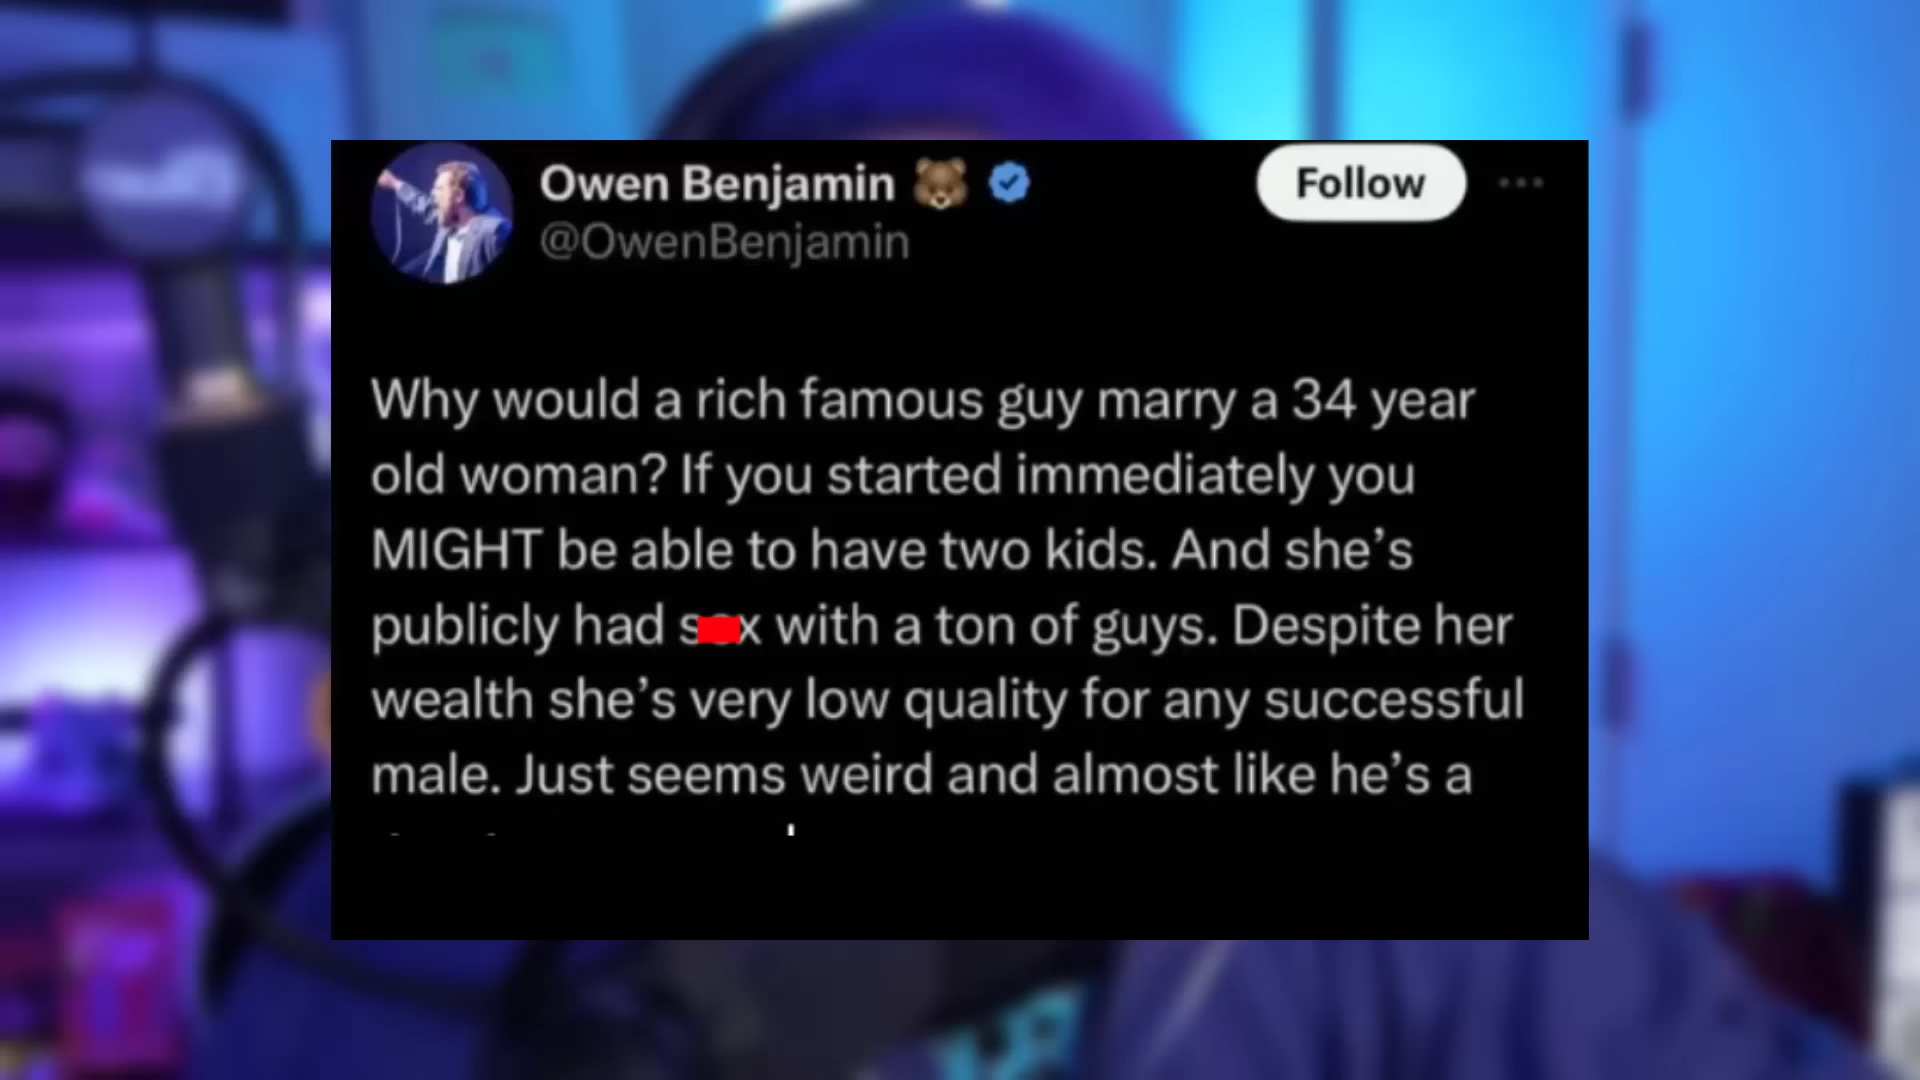 Owen Benjamin 🐻
@OwenBenjamin
Follow
Why would a rich famous guy marry a 34 year
old woman? If you started immediately you
MIGHT be able to have two kids. And she's
publicly had s x with a ton of guys. Despite her
wealth she's very low quality for any successful
male. Just seems weird and almost like he's a